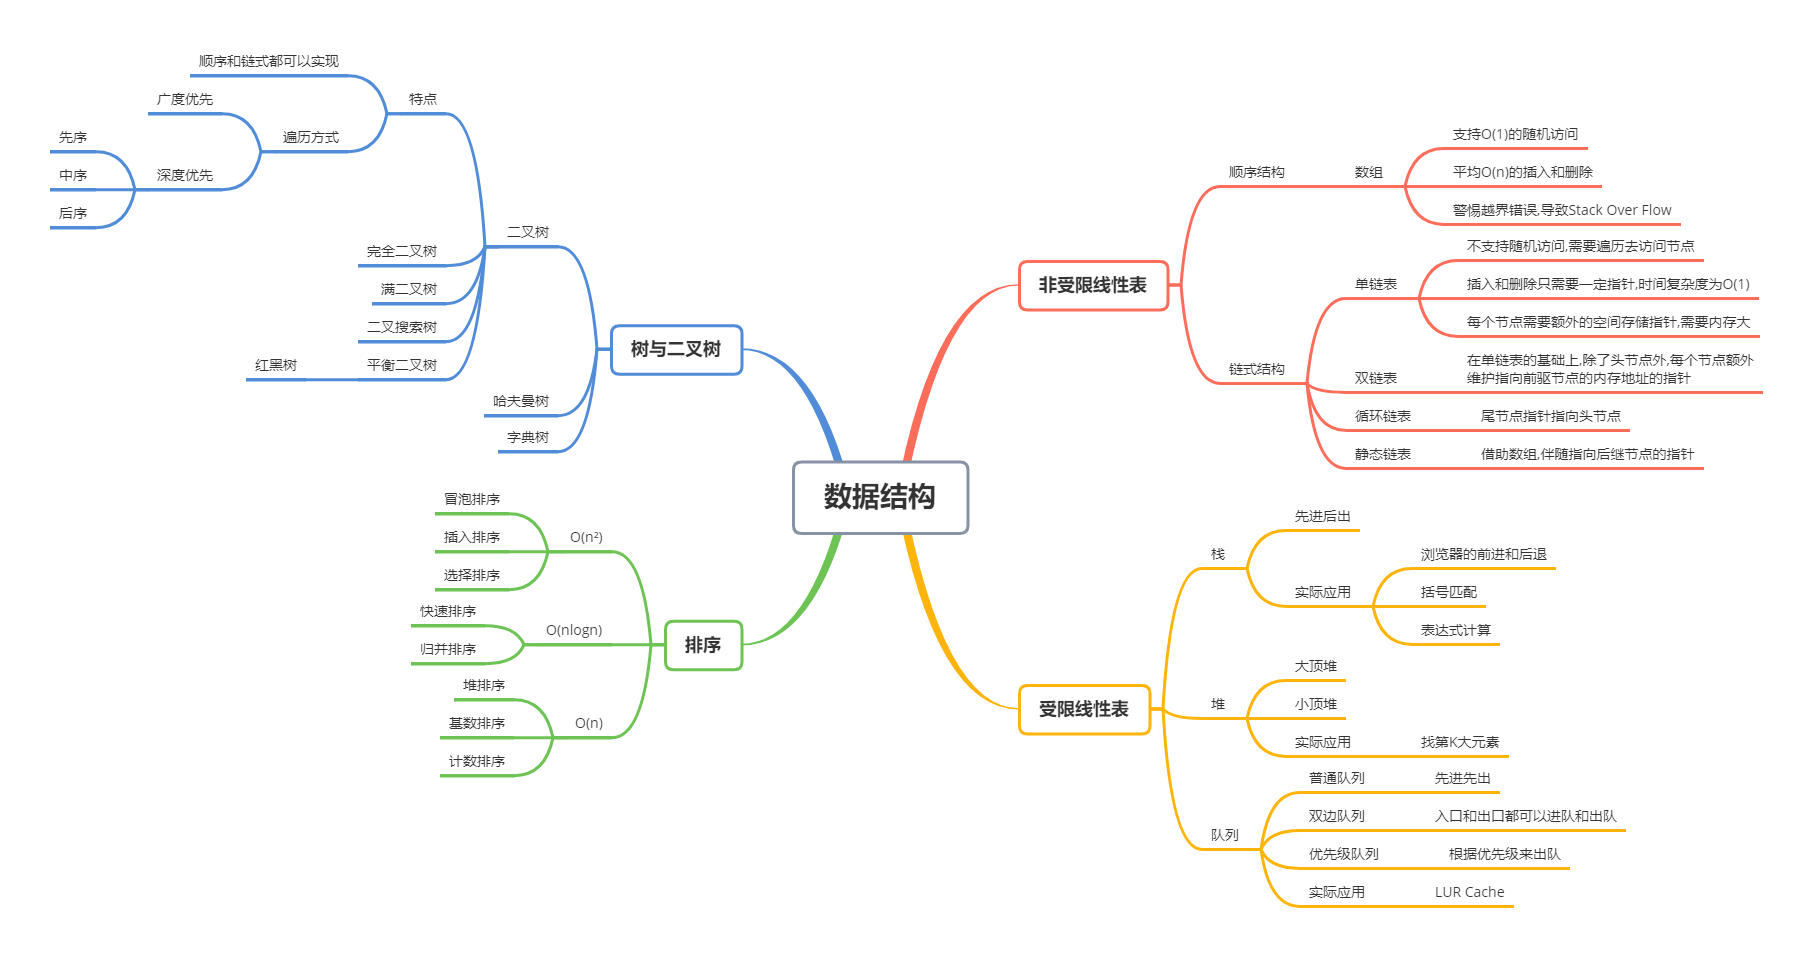 数据结构
非受限线性表
顺序结构
数组
支持O(1)的随机访问
平均O(n)的插入和删除
警惕越界错误,导致Stack Over Flow
链式结构
单链表
不支持随机访问,需要遍历去访问节点
插入和删除只需要一定指针,时间复杂度为O(1)
每个节点需要额外的空间存储指针,需要内存大
双链表
在单链表的基础上,除了头节点外,每个节点额外
维护指向前驱节点的内存地址的指针
循环链表
尾节点指针指向头节点
静态链表
借助数组,伴随指向后继节点的指针
受限线性表
栈
先进后出
实际应用
浏览器的前进和后退
括号匹配
表达式计算
堆
大顶堆
小顶堆
实际应用
找第K大元素
队列
普通队列
先进先出
双边队列
入口和出口都可以进队和出队
优先级队列
根据优先级来出队
实际应用
LUR Cache
树与二叉树
二叉树
特点
顺序和链式都可以实现
遍历方式
广度优先
深度优先
先序
中序
后序
完全二叉树
满二叉树
二叉搜索树
平衡二叉树
红黑树
哈夫曼树
字典树
排序
O(n²)
冒泡排序
插入排序
选择排序
O(nlogn)
快速排序
归并排序
O(n)
堆排序
基数排序
计数排序